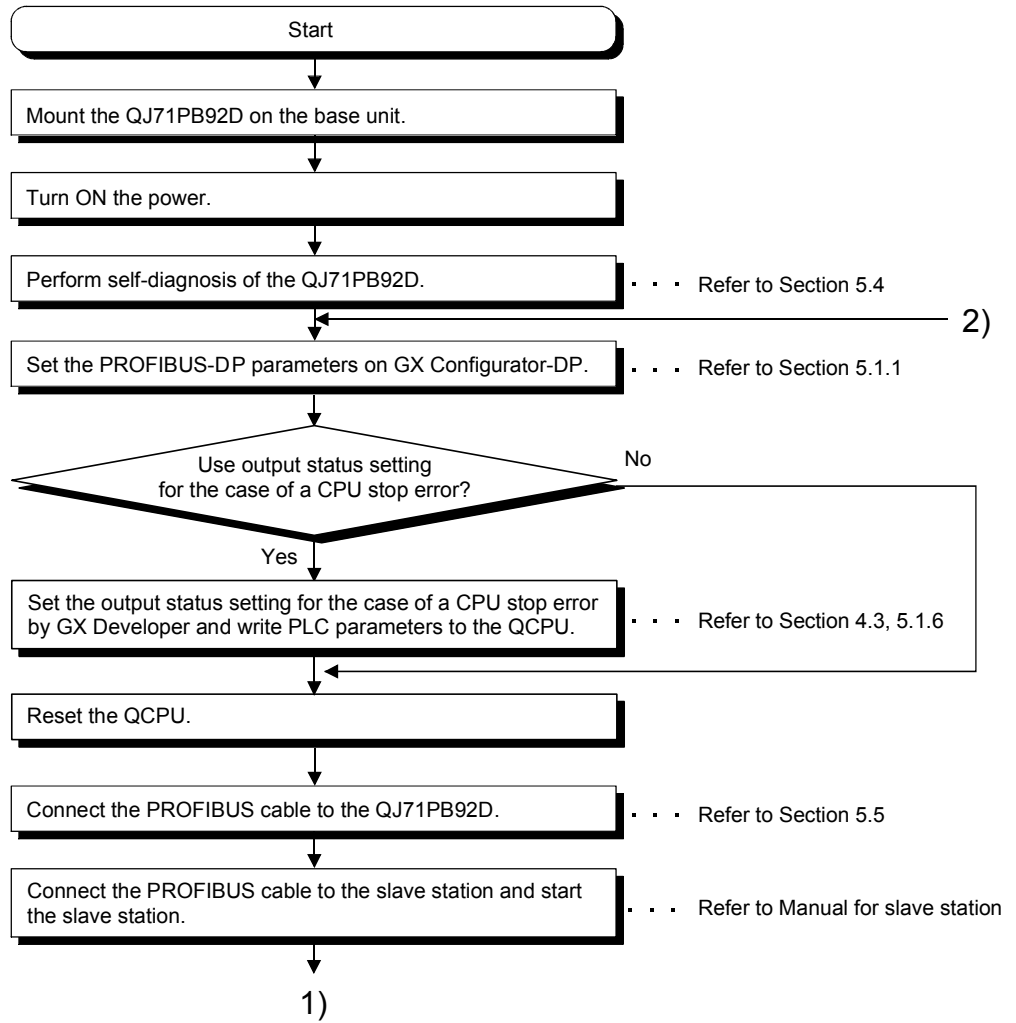 Start
Mount the QJ71PB92D on the base unit.
Turn ON the power.
Perform self-diagnosis of the QJ71PB92D.
Refer to Section 5.4
2)
Set the PROFIBUS-DP parameters on GX Configurator-DP.
Refer to Section 5.1.1
Use output status setting
for the case of a CPU stop error?
No
Yes
Set the output status setting for the case of a CPU stop error
by GX Developer and write PLC parameters to the QCPU.
Refer to Section 4.3, 5.1.6
Reset the QCPU.
Connect the PROFIBUS cable to the QJ71PB92D.
Refer to Section 5.5
Connect the PROFIBUS cable to the slave station and start
the slave station.
Refer to Manual for slave station
1)